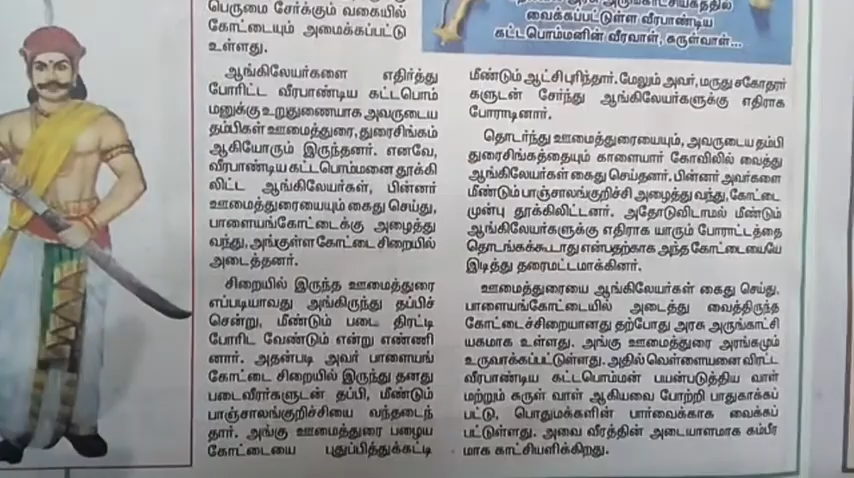 பெருமை சேர்க்கும் வகையில்
கோட்டையும் அமைக்கப்பட்டு
உள்ளது.
ஆங்கிலேயர்களை எதிர்த்து
போரிட்ட வீரபாண்டிய கட்டபொம்
மனுக்கு உறுதுணையாக அவருடைய
தம்பிகள் ஊமைத்துரை, துரைசிங்கம்
ஆகியோரும் இருந்தனர். எனவே,
வீரபாண்டிய கட்டபொம்மனை தூக்கி
லிட்ட ஆங்கிலேயர்கள், பின்னர்
ஊமைத்துரையையும் கைது செய்து,
பாளையங்கோட்டைக்கு அழைத்து
வந்து, அங்குள்ள கோட்டை சிறையில்
அடைத்தனர்.
சிறையில் இருந்த ஊமைத்துரை
எப்படியாவது அங்கிருந்து தப்பிச்
சென்று, மீண்டும் படை திரட்டி
போரிட வேண்டும் என்று எண்ணி
னார். அதன்படி அவர் பாளையங்
கோட்டை சிறையில் இருந்து தனது
படைவீரர்களுடன் தப்பி, மீண்டும்
பாஞ்சாலங்குறிச்சியை வந்தடைந்
தார். அங்கு ஊமைத்துரை பழைய
கோட்டையை புதுப்பித்துக்கட்டி
வைக்கப்பட்டுள்ள வீரபாண்டிய
கட்டபொம்மனின் வீரவாள், சுருள்வாள்...
மீண்டும் ஆட்சிபுரிந்தார். மேலும் அவர், மருது சகோதரர்
களுடன் சேர்ந்து ஆங்கிலேயர்களுக்கு எதிராக
போராடினார்.
தொடர்ந்து ஊமைத்துரையையும், அவருடைய தம்பி
துரைசிங்கத்தையும் காளையார் கோவிலில் வைத்து
ஆங்கிலேயர்கள் கைது செய்தனர். பின்னர் அவர்களை
மீண்டும் பாஞ்சாலங்குறிச்சி அழைத்து வந்து, கோட்டை
முன்பு தூக்கிலிட்டனர். அதோடுவிடாமல் மீண்டும்
ஆங்கிலேயர்களுக்கு எதிராக யாரும் போராட்டத்தை
தொடங்கக்கூடாது என்பதற்காக அந்த கோட்டையையே
இடித்து தரைமட்டமாக்கினர்.
ஊமைத்துரையை ஆங்கிலேயர்கள் கைது செய்து,
பாளையங்கோட்டையில் அடைத்து வைத்திருந்த
கோட்டைச்சிறையானது தற்போது அரசு அருங்காட்சி
யகமாக உள்ளது. அங்கு ஊமைத்துரை அரங்கமும்
உருவாக்கப்பட்டுள்ளது. அதில் வெள்ளையனை விரட்ட
வீரபாண்டிய கட்டபொம்மன் பயன்படுத்திய வாள்
மற்றும் சுருள் வாள் ஆகியவை போற்றி பாதுகாக்கப்
பட்டு, பொதுமக்களின் பார்வைக்காக வைக்கப்
பட்டுள்ளது. அவை வீரத்தின் அடையாளமாக கம்பீர
மாக காட்சியளிக்கிறது.